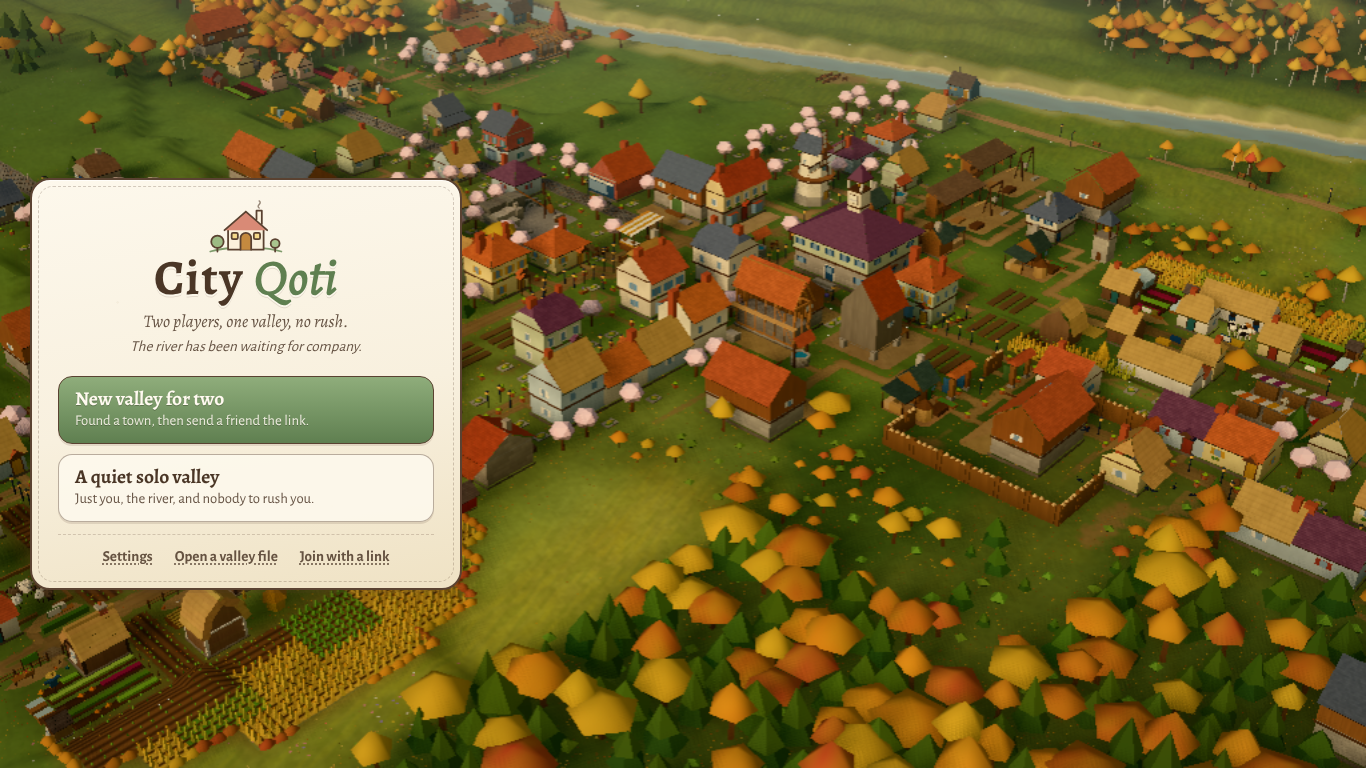 City Qoti
Two players, one valley, no rush.
The river has been waiting for company.
New valley for two
Found a town, then send a friend the link.
A quiet solo valley
Just you, the river, and nobody to rush you.
Settings Open a valley file Join with a link